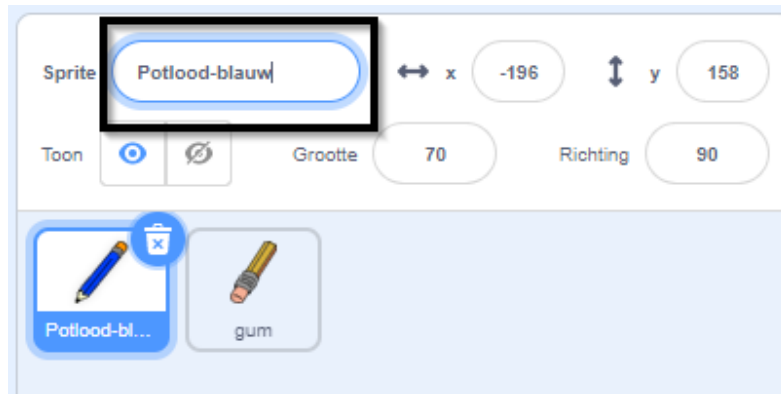 Sprite Potlood-blauw x -196 y 158
Toon Grootte 70 Richting 90
Potlood-bl... gum